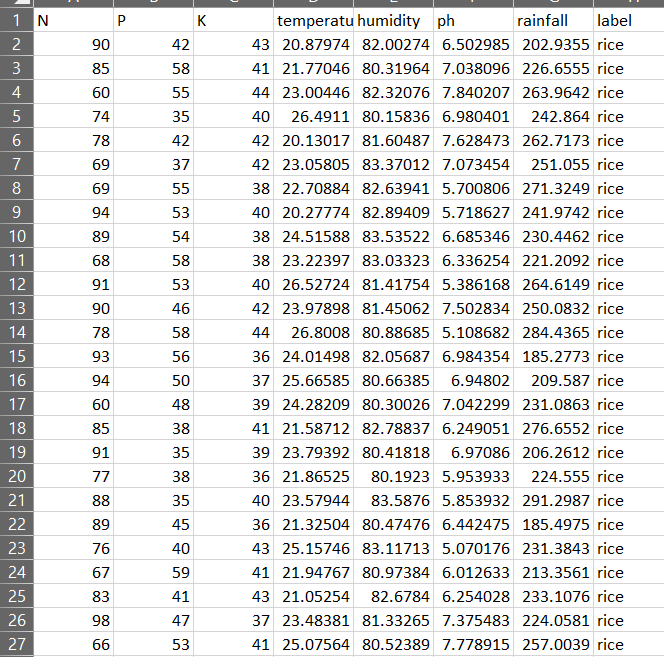 1 N P K temperatu humidity ph rainfall label
2 90 42 43 20.87974 82.00274 6.502985 202.9355 rice
3 85 58 41 21.77046 80.31964 7.038096 226.6555 rice
4 60 55 44 23.00446 82.32076 7.840207 263.9642 rice
5 74 35 40 26.4911 80.15836 6.980401 242.864 rice
6 78 42 42 20.13017 81.60487 7.628473 262.7173 rice
7 69 37 42 23.05805 83.37012 7.073454 251.055 rice
8 69 55 38 22.70884 82.63941 5.700806 271.3249 rice
9 94 53 40 20.27774 82.89409 5.718627 241.9742 rice
10 89 54 38 24.51588 83.53522 6.685346 230.4462 rice
11 68 58 38 23.22397 83.03323 6.336254 221.2092 rice
12 91 53 40 26.52724 81.41754 5.386168 264.6149 rice
13 90 46 42 23.97898 81.45062 7.502834 250.0832 rice
14 78 58 44 26.8008 80.88685 5.108682 284.4365 rice
15 93 56 36 24.01498 82.05687 6.984354 185.2773 rice
16 94 50 37 25.66585 80.66385 6.94802 209.587 rice
17 60 48 39 24.28209 80.30026 7.042299 231.0863 rice
18 85 38 41 21.58712 82.78837 6.249051 276.6552 rice
19 91 35 39 23.79392 80.41818 6.97086 206.2612 rice
20 77 38 36 21.86525 80.1923 5.953933 224.555 rice
21 88 35 40 23.57944 83.5876 5.853932 291.2987 rice
22 89 45 36 21.32504 80.47476 6.442475 185.4975 rice
23 76 40 43 25.15746 83.11713 5.070176 231.3843 rice
24 67 59 41 21.94767 80.97384 6.012633 213.3561 rice
25 83 41 43 21.05254 82.6784 6.254028 233.1076 rice
26 98 47 37 23.48381 81.33265 7.375483 224.0581 rice
27 66 53 41 25.07564 80.52389 7.778915 257.0039 rice